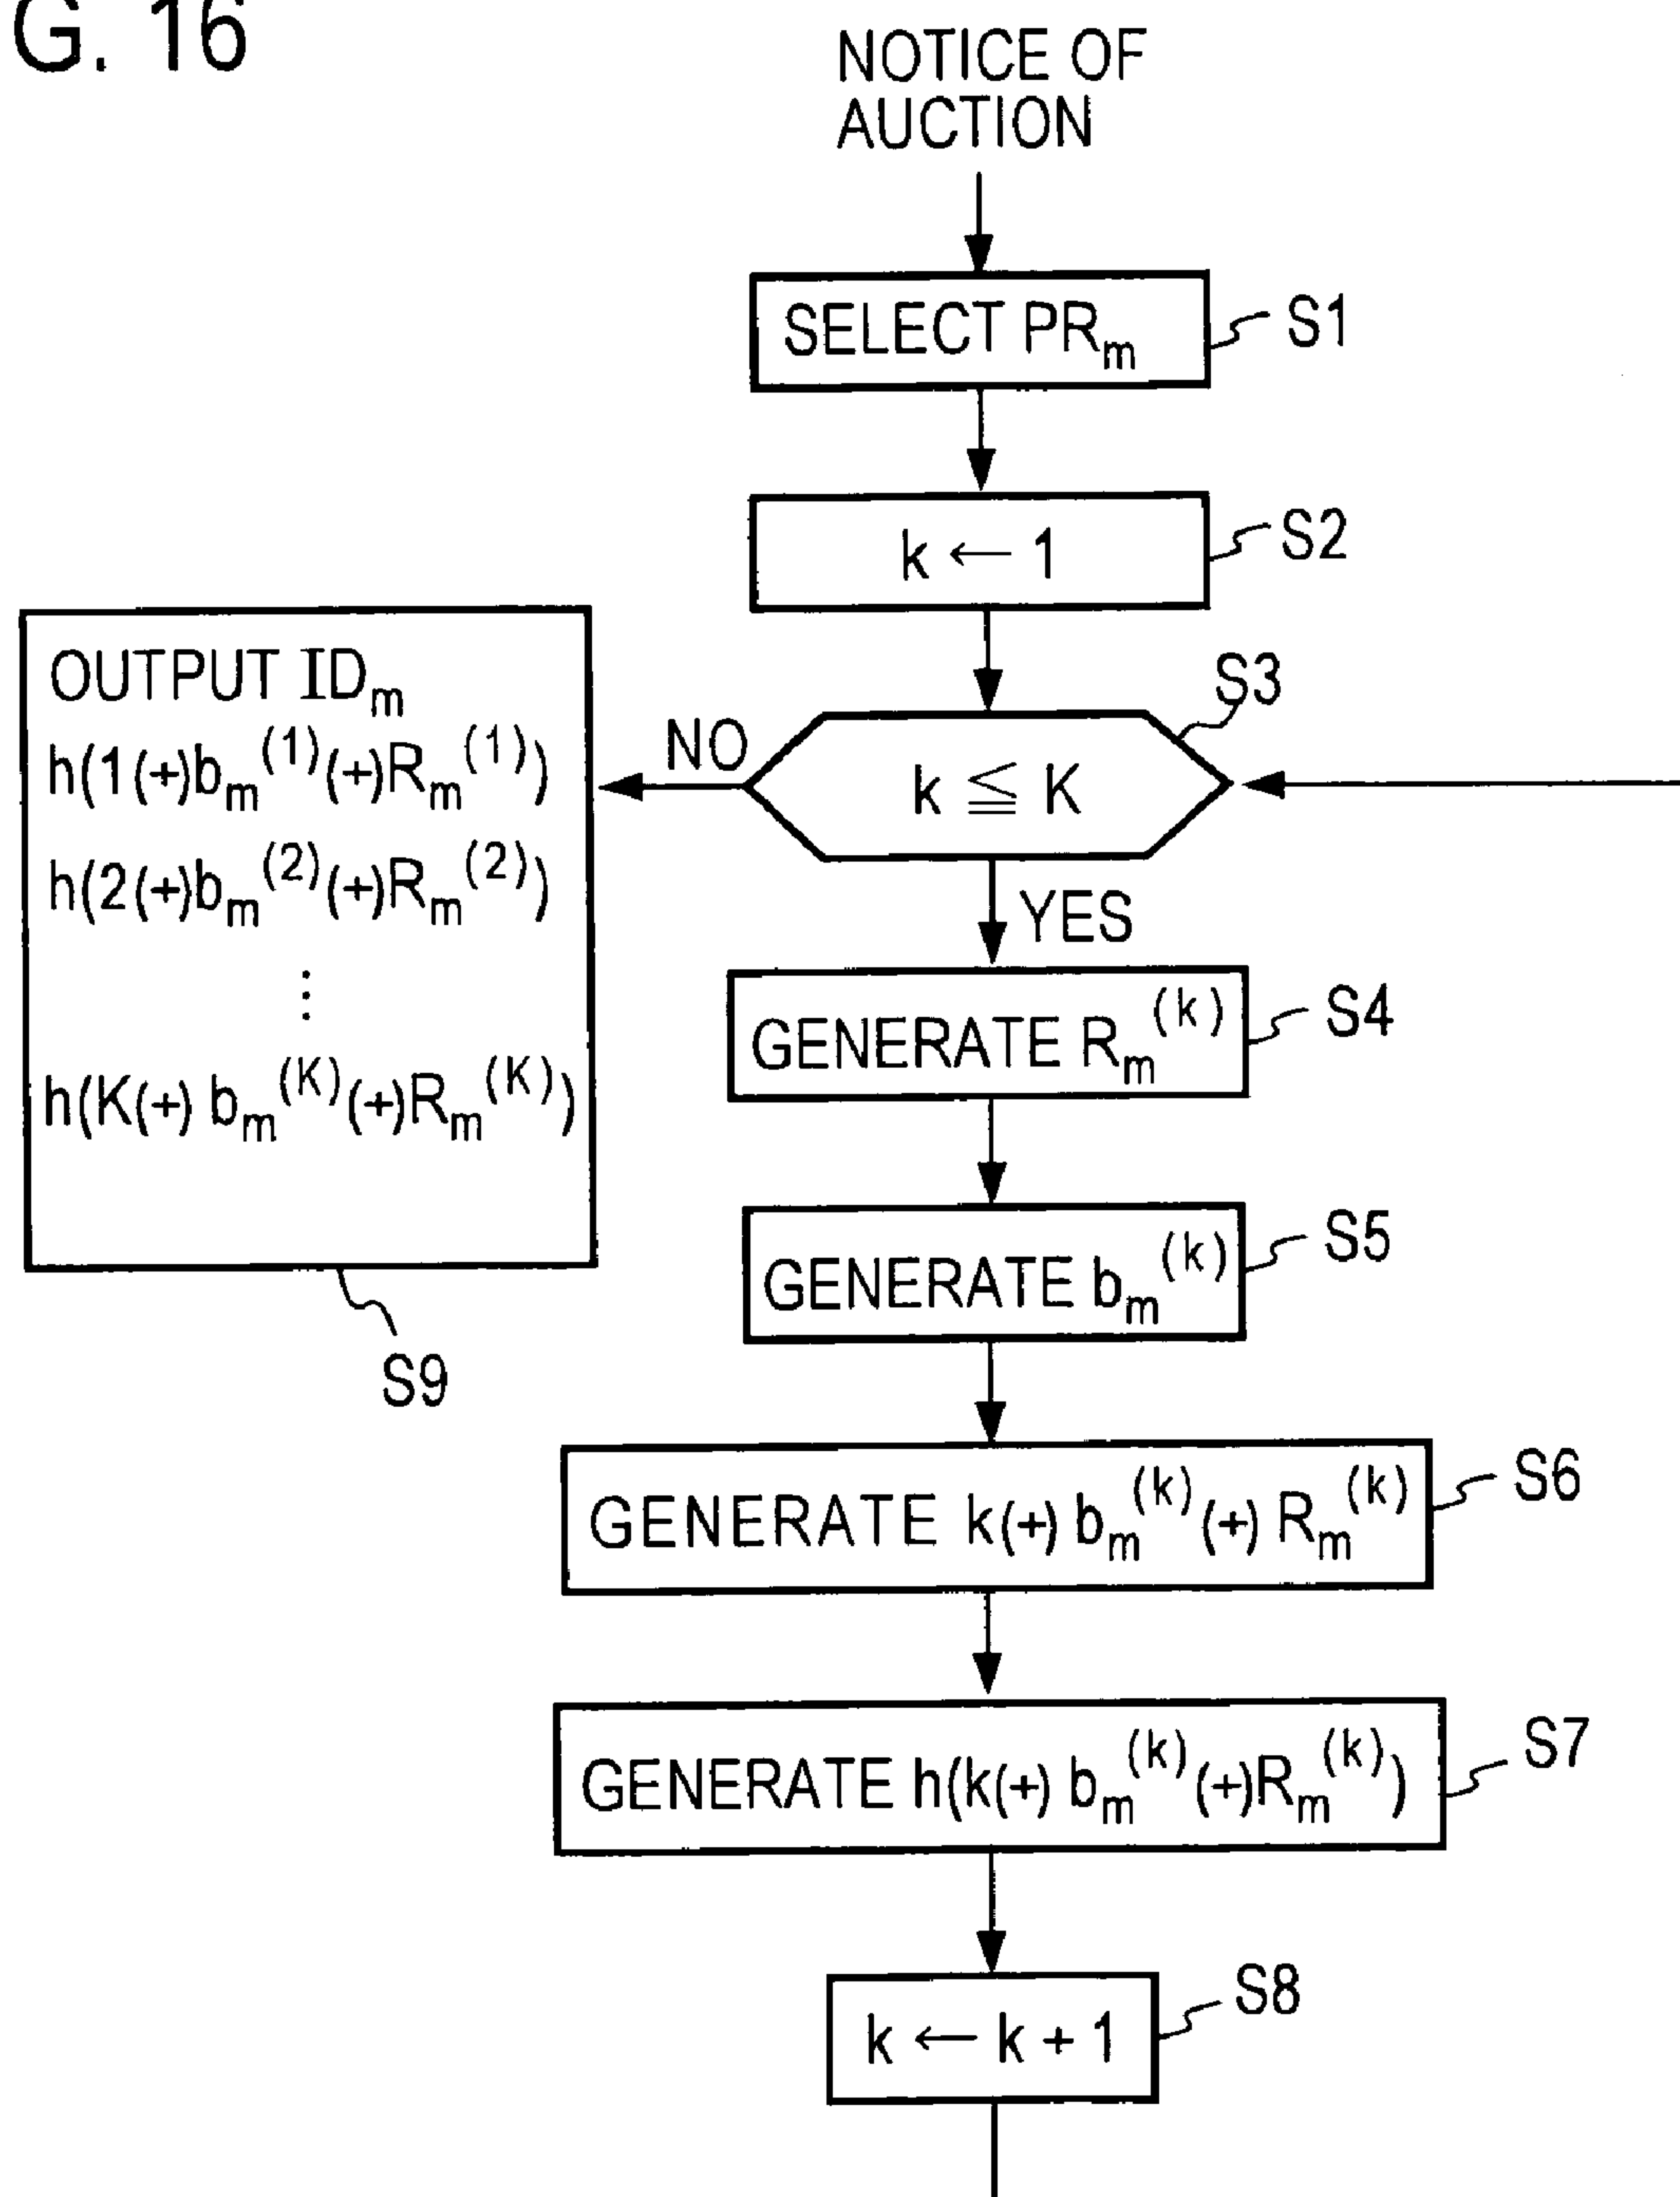 G. 16
NOTICE OF
AUCTION
SELECT PRₘ
S1
k ← 1
S2
S3
k ≦ K
NO
YES
OUTPUT IDₘ
h(1(+)bₘ⁽¹⁾(+)Rₘ⁽¹⁾)
h(2(+)bₘ⁽²⁾(+)Rₘ⁽²⁾)
⋮
h(K(+) bₘ⁽ᴷ⁾(+)Rₘ⁽ᴷ⁾)
S9
GENERATE Rₘ⁽ᵏ⁾
S4
GENERATE bₘ⁽ᵏ⁾
S5
GENERATE k(+) bₘ⁽ᵏ⁾(+) Rₘ⁽ᵏ⁾
S6
GENERATE h(k(+) bₘ⁽ᵏ⁾(+)Rₘ⁽ᵏ⁾)
S7
k ← k + 1
S8